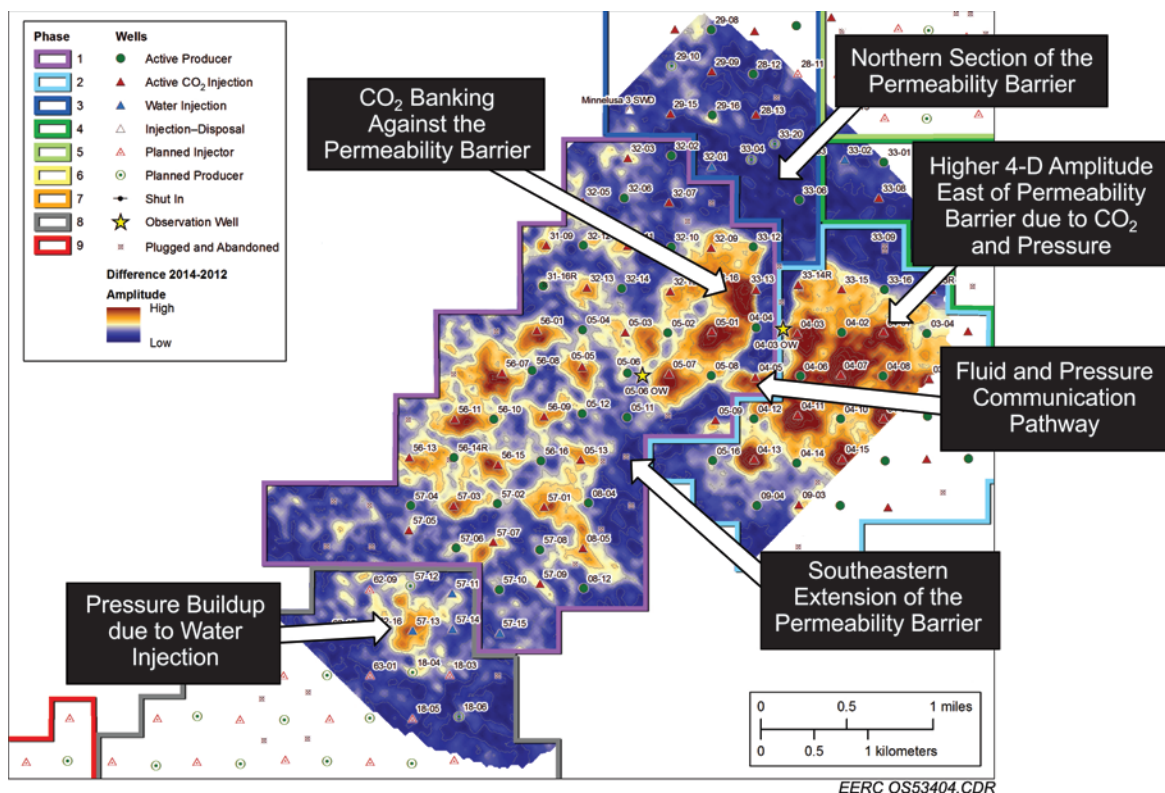 Phase
Wells
1
Active Producer
2
Active CO₂ Injection
3
Water Injection
4
Injection–Disposal
5
Planned Injector
6
Planned Producer
7
Shut In
8
Observation Well
9
Plugged and Abandoned
Difference 2014-2012
Amplitude
High
Low
CO₂ Banking
Against the
Permeability Barrier
Northern Section of the
Permeability Barrier
Higher 4-D Amplitude
East of Permeability
Barrier due to CO₂
and Pressure
Fluid and Pressure
Communication
Pathway
Southeastern
Extension of the
Permeability Barrier
Pressure Buildup
due to Water
Injection
29-08
29-10
29-09
28-12
28-11
Minnelusa 3 SWD
29-15
29-16
28-13
33-20
32-03
32-02
32-01
33-04
33-02
33-01
32-05
32-06
32-07
33-06
33-08
31-09
32-12
32-10
32-09
33-12
33-09
31-16R
32-13
32-14
33-13
33-14R
33-15
33-16
56-01
05-04
05-03
05-02
05-01
04-04
04-03
04-02
03-04
04-03 OW
56-07
56-08
05-05
05-06
05-07
05-08
04-05
04-06
04-07
04-08
05-06 OW
56-11
56-10
56-09
05-12
05-11
05-09
04-12
04-11
04-10
56-13
56-14R
56-15
56-16
05-13
05-16
04-13
04-14
04-15
57-04
57-03
57-02
57-01
08-04
09-04
09-03
57-05
57-06
57-07
57-08
08-05
62-09
57-12
57-11
57-10
57-09
08-12
57-13
57-14
57-15
63-01
18-04
18-03
18-05
18-06
0 0.5 1 miles
0 0.5 1 kilometers
EERC OS53404.CDR